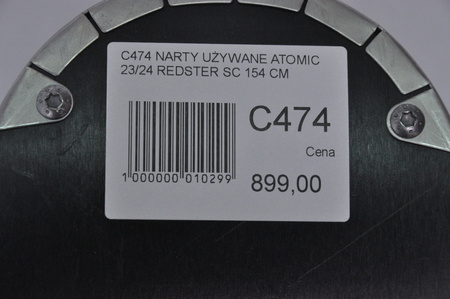 C474 NARTY UŻYWANE ATOMIC
23/24 REDSTER SC 154 CM
C474
Cena
1 000000 010299
899,00